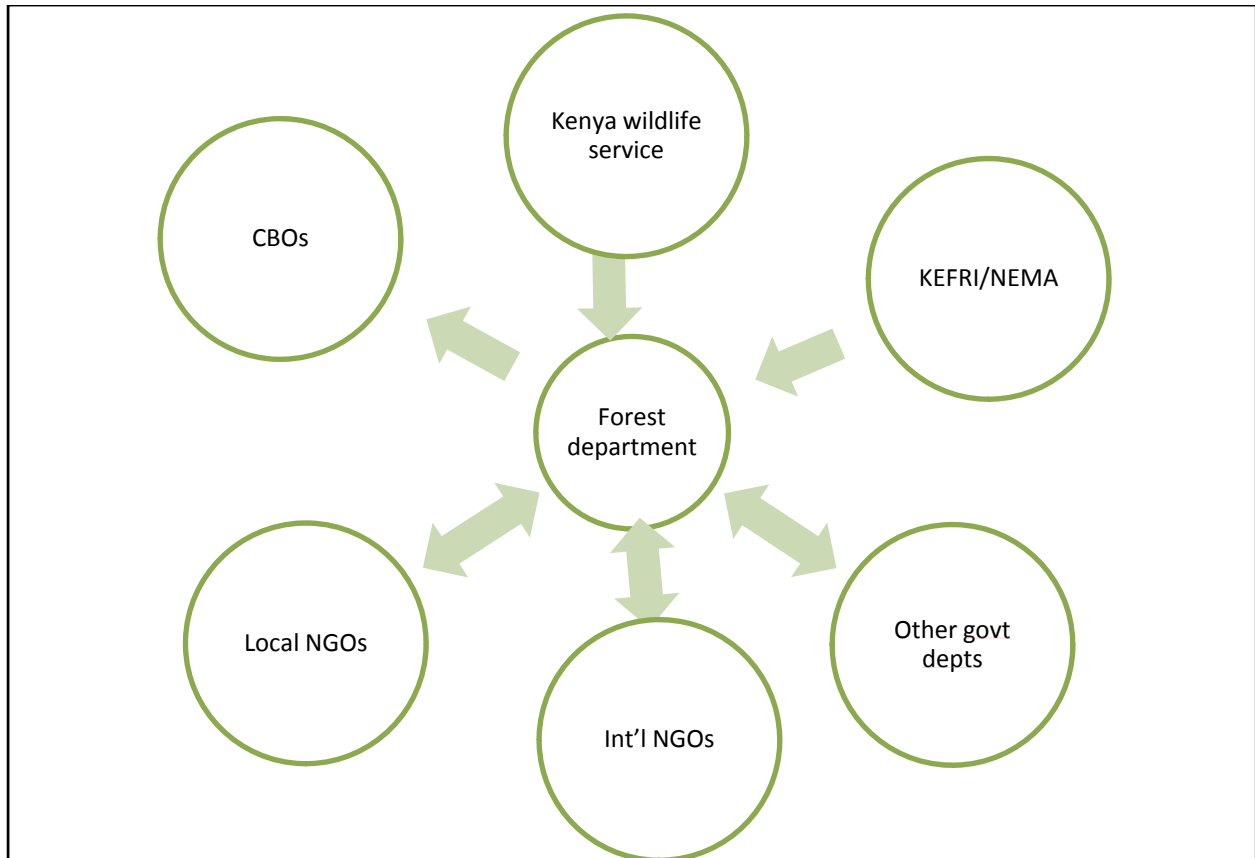 Kenya wildlife
service
CBOs
KEFRI/NEMA
Forest
department
Local NGOs
Other govt
depts
Int’l NGOs